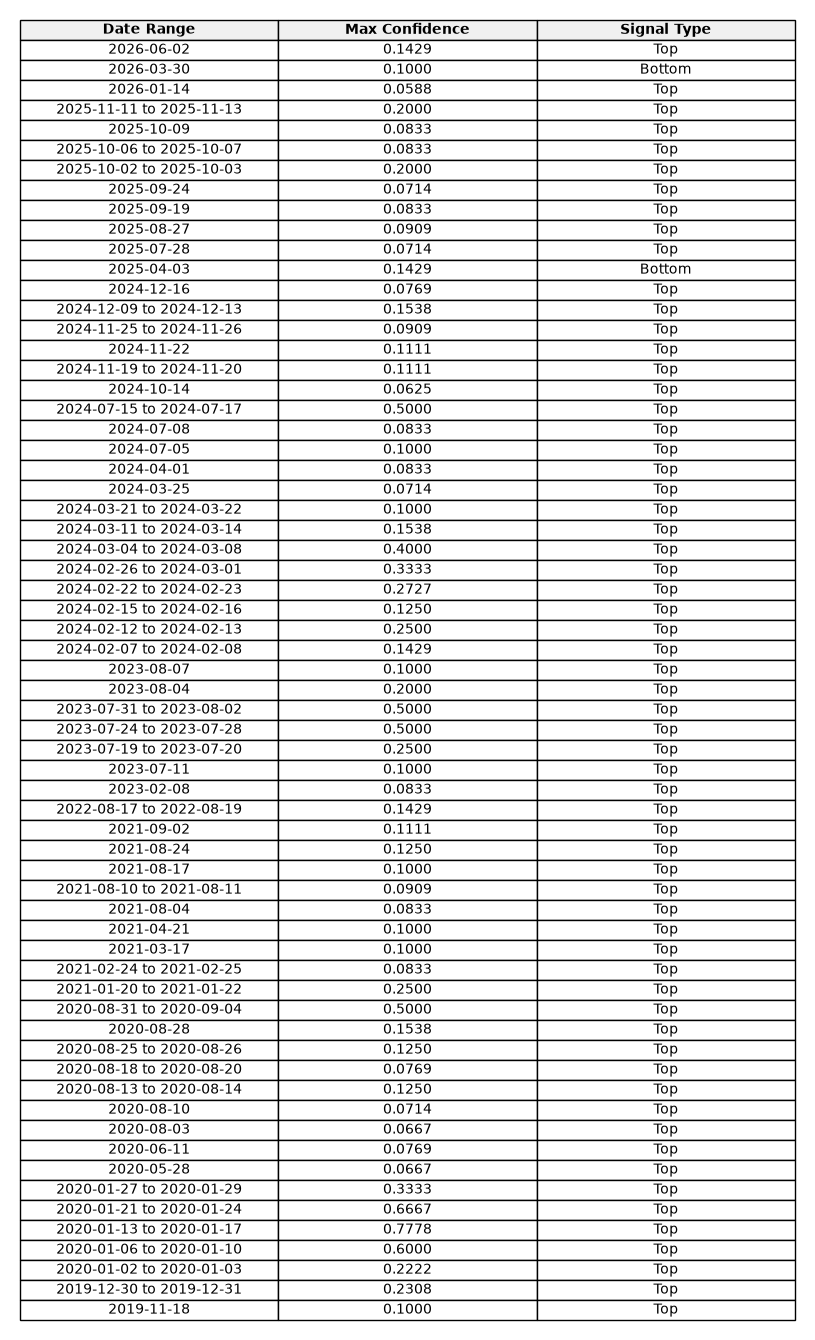 Date Range Max Confidence Signal Type
2026-06-02 0.1429 Top
2026-03-30 0.1000 Bottom
2026-01-14 0.0588 Top
2025-11-11 to 2025-11-13 0.2000 Top
2025-10-09 0.0833 Top
2025-10-06 to 2025-10-07 0.0833 Top
2025-10-02 to 2025-10-03 0.2000 Top
2025-09-24 0.0714 Top
2025-09-19 0.0833 Top
2025-08-27 0.0909 Top
2025-07-28 0.0714 Top
2025-04-03 0.1429 Bottom
2024-12-16 0.0769 Top
2024-12-09 to 2024-12-13 0.1538 Top
2024-11-25 to 2024-11-26 0.0909 Top
2024-11-22 0.1111 Top
2024-11-19 to 2024-11-20 0.1111 Top
2024-10-14 0.0625 Top
2024-07-15 to 2024-07-17 0.5000 Top
2024-07-08 0.0833 Top
2024-07-05 0.1000 Top
2024-04-01 0.0833 Top
2024-03-25 0.0714 Top
2024-03-21 to 2024-03-22 0.1000 Top
2024-03-11 to 2024-03-14 0.1538 Top
2024-03-04 to 2024-03-08 0.4000 Top
2024-02-26 to 2024-03-01 0.3333 Top
2024-02-22 to 2024-02-23 0.2727 Top
2024-02-15 to 2024-02-16 0.1250 Top
2024-02-12 to 2024-02-13 0.2500 Top
2024-02-07 to 2024-02-08 0.1429 Top
2023-08-07 0.1000 Top
2023-08-04 0.2000 Top
2023-07-31 to 2023-08-02 0.5000 Top
2023-07-24 to 2023-07-28 0.5000 Top
2023-07-19 to 2023-07-20 0.2500 Top
2023-07-11 0.1000 Top
2023-02-08 0.0833 Top
2022-08-17 to 2022-08-19 0.1429 Top
2021-09-02 0.1111 Top
2021-08-24 0.1250 Top
2021-08-17 0.1000 Top
2021-08-10 to 2021-08-11 0.0909 Top
2021-08-04 0.0833 Top
2021-04-21 0.1000 Top
2021-03-17 0.1000 Top
2021-02-24 to 2021-02-25 0.0833 Top
2021-01-20 to 2021-01-22 0.2500 Top
2020-08-31 to 2020-09-04 0.5000 Top
2020-08-28 0.1538 Top
2020-08-25 to 2020-08-26 0.1250 Top
2020-08-18 to 2020-08-20 0.0769 Top
2020-08-13 to 2020-08-14 0.1250 Top
2020-08-10 0.0714 Top
2020-08-03 0.0667 Top
2020-06-11 0.0769 Top
2020-05-28 0.0667 Top
2020-01-27 to 2020-01-29 0.3333 Top
2020-01-21 to 2020-01-24 0.6667 Top
2020-01-13 to 2020-01-17 0.7778 Top
2020-01-06 to 2020-01-10 0.6000 Top
2020-01-02 to 2020-01-03 0.2222 Top
2019-12-30 to 2019-12-31 0.2308 Top
2019-11-18 0.1000 Top